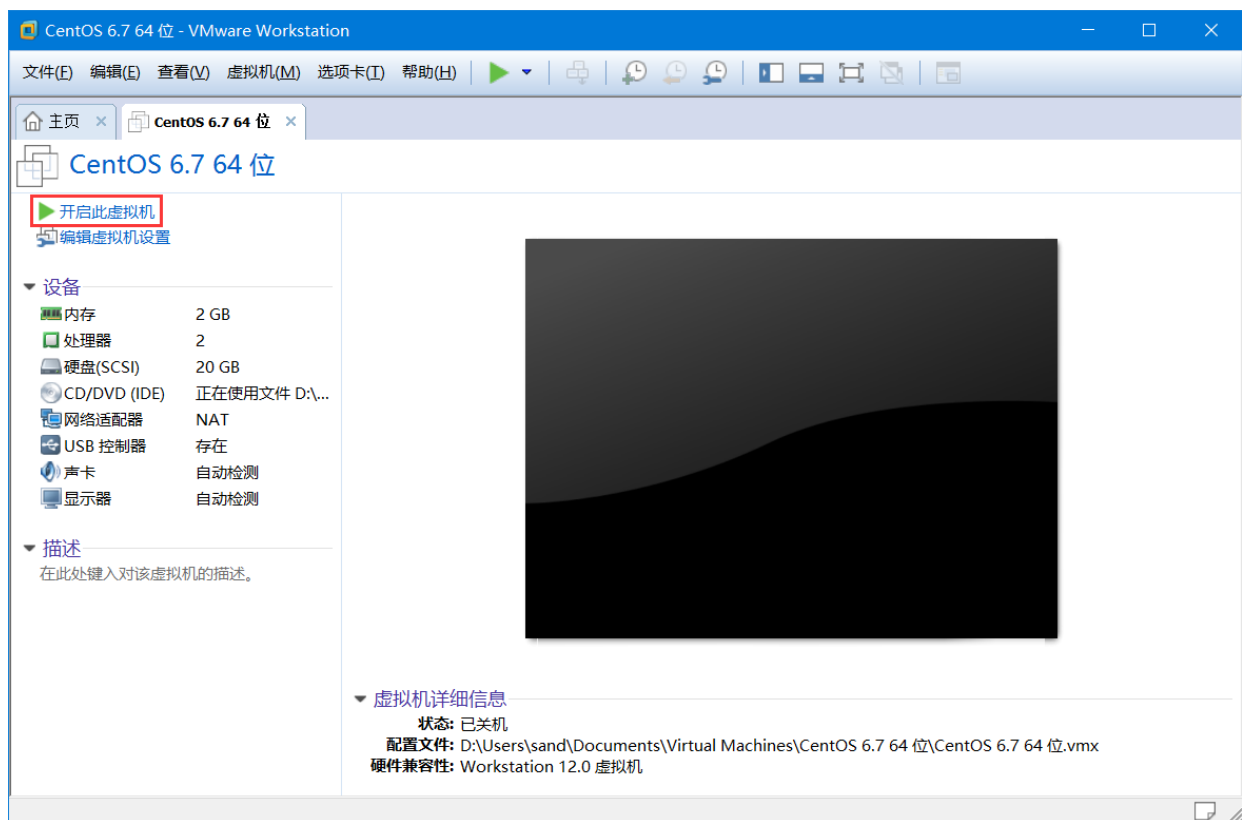 CentOS 6.7 64 位 - VMware Workstation
文件(F) 编辑(E) 查看(V) 虚拟机(M) 选项卡(T) 帮助(H)
主页 CentOS 6.7 64 位
CentOS 6.7 64 位
开启此虚拟机
编辑虚拟机设置
设备
内存 2 GB
处理器 2
硬盘(SCSI) 20 GB
CD/DVD (IDE) 正在使用文件 D:\...
网络适配器 NAT
USB 控制器 存在
声卡 自动检测
显示器 自动检测
描述
在此处键入对该虚拟机的描述。
虚拟机详细信息
状态: 已关机
配置文件: D:\Users\sand\Documents\Virtual Machines\CentOS 6.7 64 位\CentOS 6.7 64 位.vmx
硬件兼容性: Workstation 12.0 虚拟机